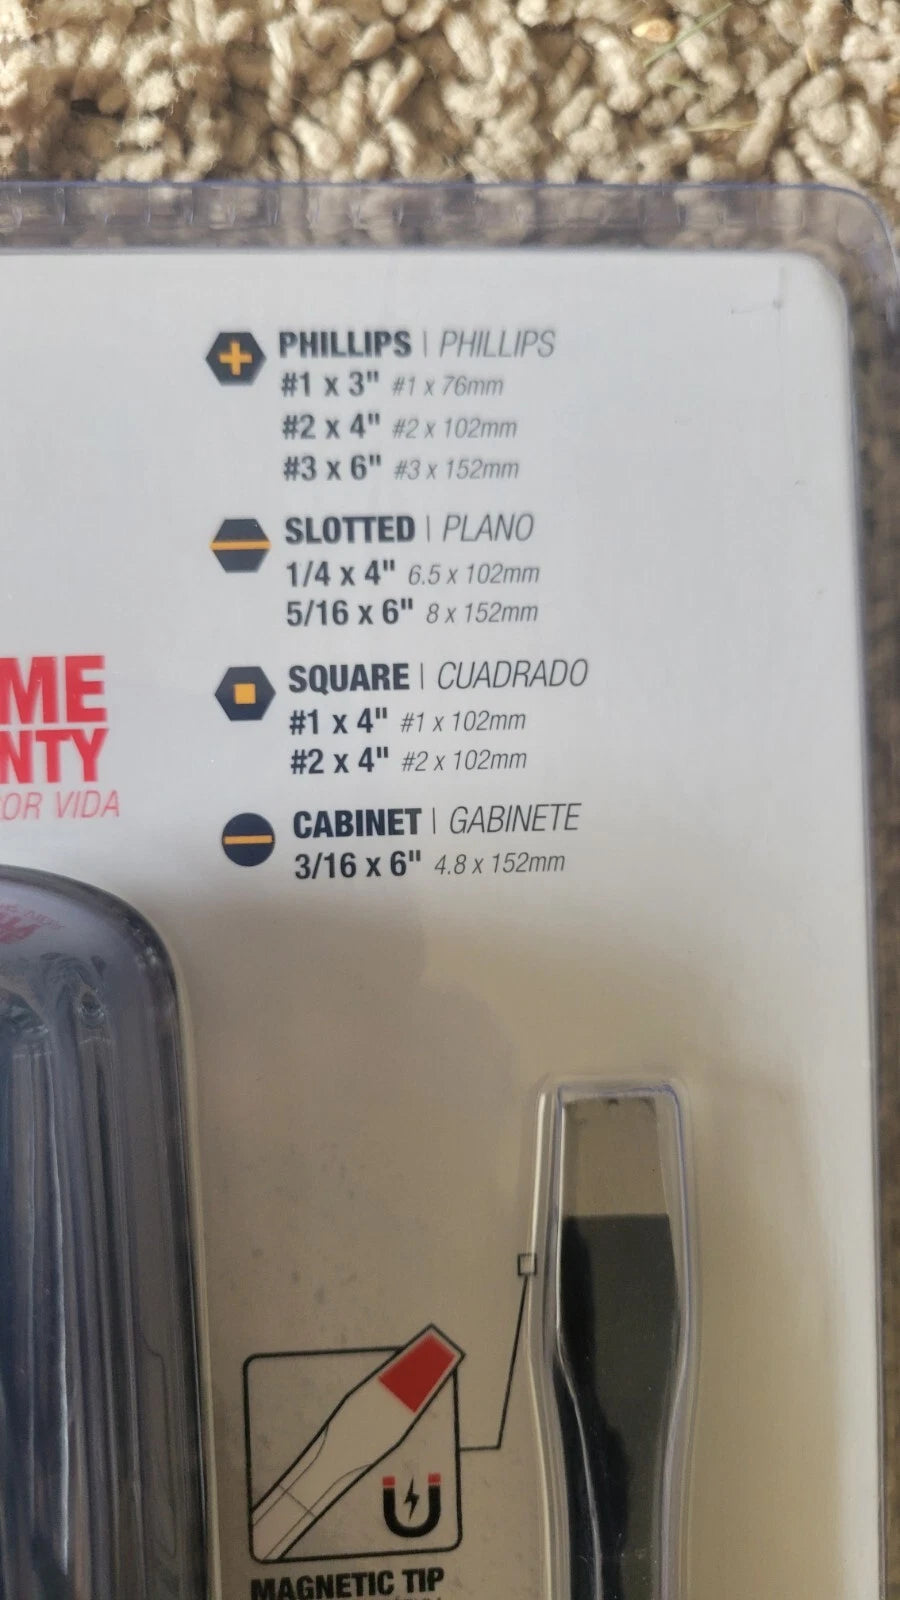 PHILLIPS | PHILLIPS
#1 x 3" #1 x 76mm
#2 x 4" #2 x 102mm
#3 x 6" #3 x 152mm
SLOTTED | PLANO
1/4 x 4" 6.5 x 102mm
5/16 x 6" 8 x 152mm
SQUARE | CUADRADO
#1 x 4" #1 x 102mm
#2 x 4" #2 x 102mm
CABINET | GABINETE
3/16 x 6" 4.8 x 152mm
ME
NTY
OR VIDA
MAGNETIC TIP